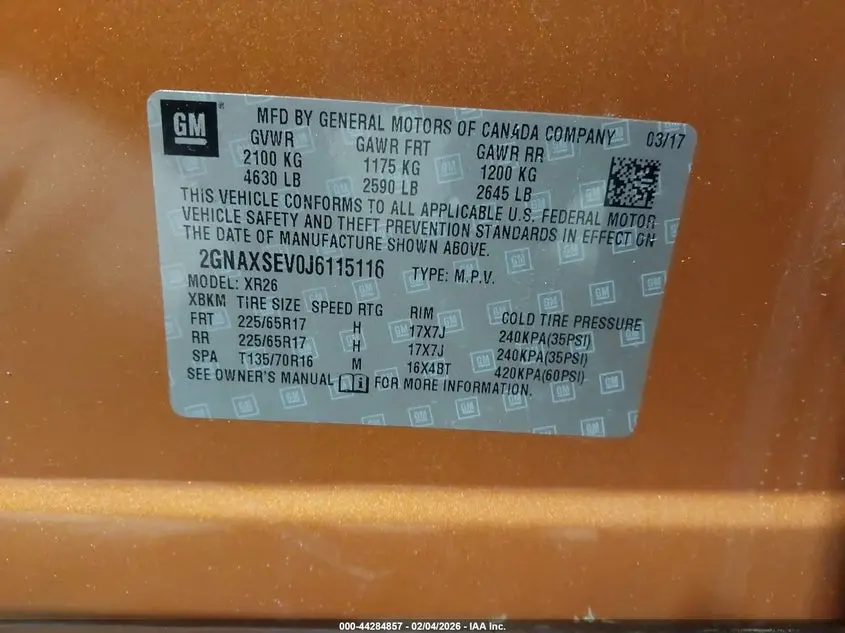 GM ® MFD BY GENERAL MOTORS OF CANADA COMPANY 03/17
GVWR GAWR FRT GAWR RR
2100 KG 1175 KG 1200 KG
4630 LB 2590 LB 2645 LB
THIS VEHICLE CONFORMS TO ALL APPLICABLE U.S. FEDERAL MOTOR
VEHICLE SAFETY AND THEFT PREVENTION STANDARDS IN EFFECT ON
THE DATE OF MANUFACTURE SHOWN ABOVE.
2GNAXSEV0J6115116 TYPE: M.P.V.
MODEL: XR26
XBKM TIRE SIZE SPEED RTG RIM COLD TIRE PRESSURE
FRT 225/65R17 H 17X7J 240KPA(35PSI)
RR 225/65R17 H 17X7J 240KPA(35PSI)
SPA T135/70R16 M 16X4BT 420KPA(60PSI)
SEE OWNER'S MANUAL FOR MORE INFORMATION.
000-44284857 - 02/04/2026 - IAA Inc.